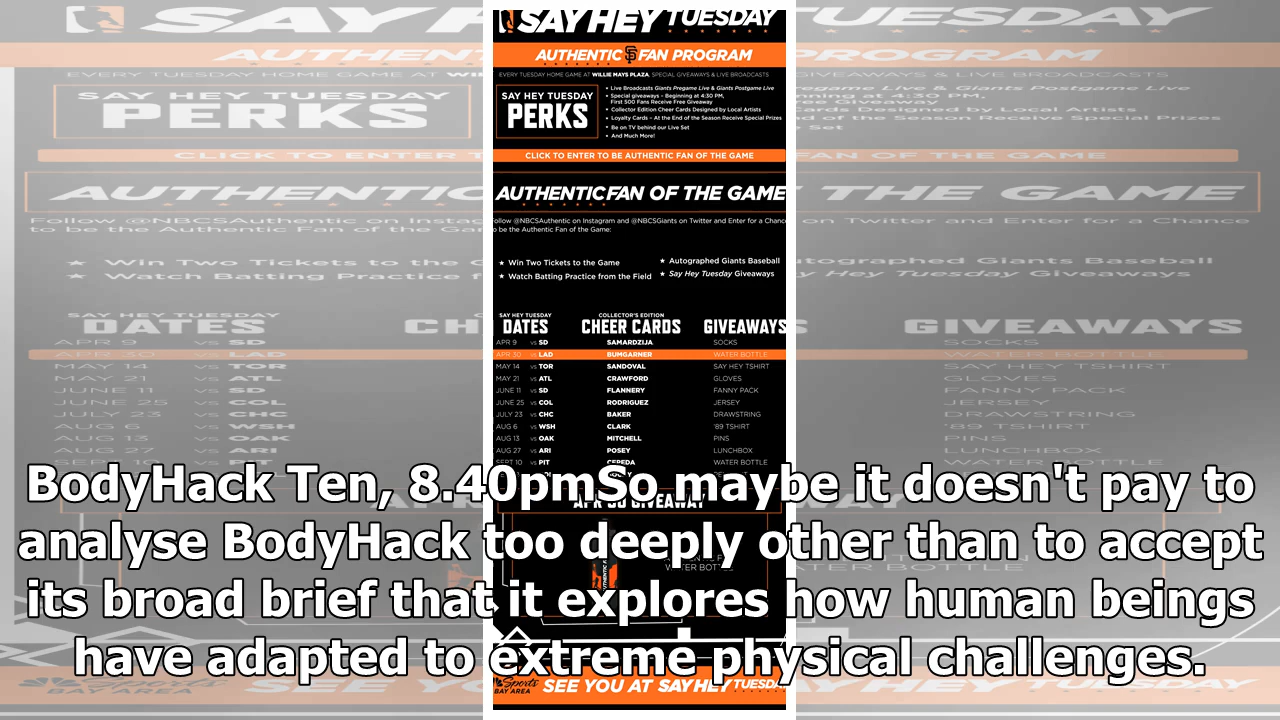 SAY HEY TUESDAY
AUTHENTIC SF FAN PROGRAM
EVERY TUESDAY HOME GAME AT WILLIE MAYS PLAZA, SPECIAL GIVEAWAYS & LIVE BROADCASTS
SAY HEY TUESDAY
PERKS
• Live Broadcasts Giants Pregame Live & Giants Postgame Live
• Special giveaways – Beginning at 4:30 PM,
First 500 Fans Receive Free Giveaway
• Collector Edition Cheer Cards Designed by Local Artists
• Loyalty Cards – At the End of the Season Receive Special Prizes
• Be on TV behind our Live Set
• And Much More!
CLICK TO ENTER TO BE AUTHENTIC FAN OF THE GAME
AUTHENTIC FAN OF THE GAME
Follow @NBCSAuthentic on Instagram and @NBCSGiants on Twitter and Enter for a Chance
to be the Authentic Fan of the Game:
★ Win Two Tickets to the Game
★ Autographed Giants Baseball
★ Watch Batting Practice from the Field
★ Say Hey Tuesday Giveaways
SAY HEY TUESDAY
DATES
COLLECTOR'S EDITION
CHEER CARDS
GIVEAWAYS
APR 9 vs SD SAMARDZIJA SOCKS
APR 30 vs LAD BUMGARNER WATER BOTTLE
MAY 14 vs TOR SANDOVAL SAY HEY TSHIRT
MAY 21 vs ATL CRAWFORD GLOVES
JUNE 11 vs SD FLANNERY FANNY PACK
JUNE 25 vs COL RODRIGUEZ JERSEY
JULY 23 vs CHC BAKER DRAWSTRING
AUG 6 vs WSH CLARK '89 TSHIRT
AUG 13 vs OAK MITCHELL PINS
AUG 27 vs ARI POSEY LUNCHBOX
SEPT 10 vs PIT CEPEDA WATER BOTTLE
APR 30 GIVEAWAY
WATER BOTTLE
BodyHack Ten, 8.40pmSo maybe it doesn't pay to
analyse BodyHack too deeply other than to accept
its broad brief that it explores how human beings
have adapted to extreme physical challenges.
Sports
BAY AREA
SEE YOU AT SAY HEY TUESDAY